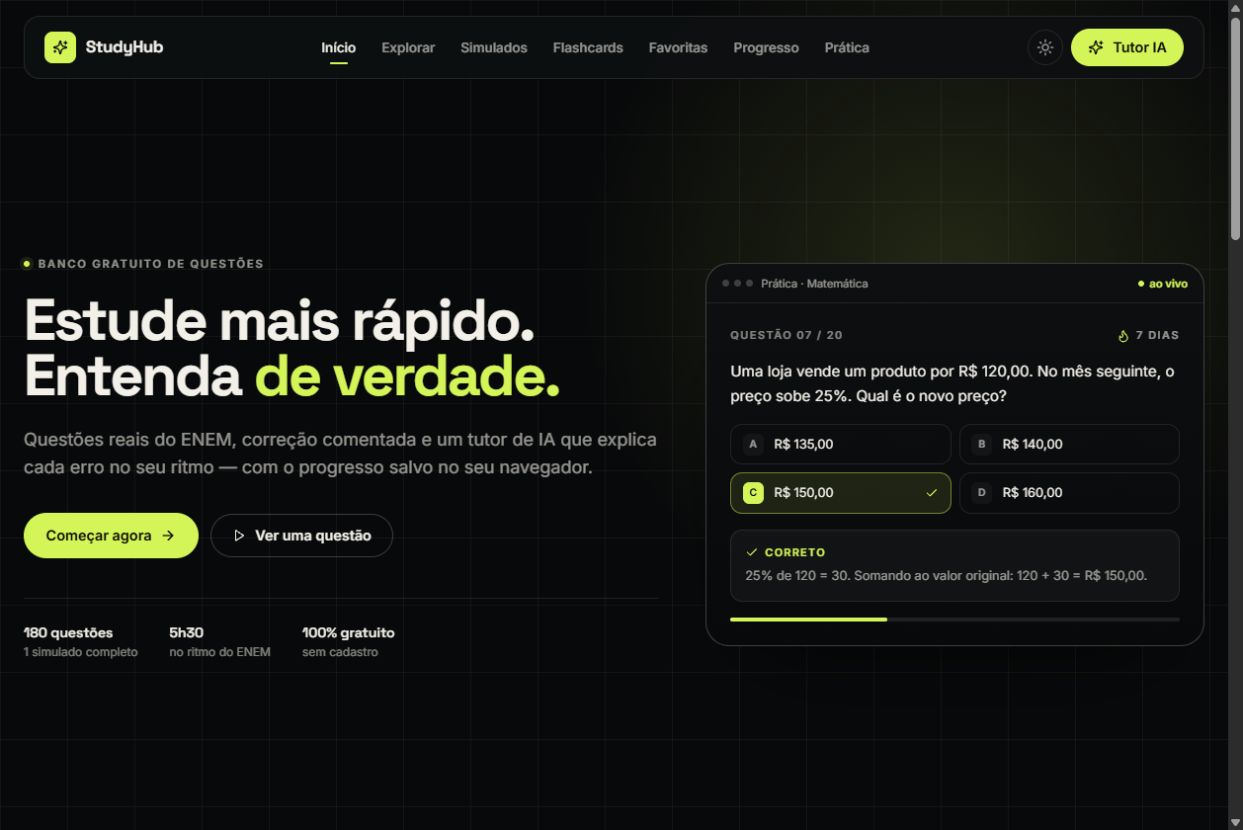 StudyHub
Início
Explorar
Simulados
Flashcards
Favoritas
Progresso
Prática
Tutor IA
BANCO GRATUITO DE QUESTÕES
Estude mais rápido.
Entenda de verdade.
Questões reais do ENEM, correção comentada e um tutor de IA que explica
cada erro no seu ritmo — com o progresso salvo no seu navegador.
Começar agora
Ver uma questão
180 questões
1 simulado completo
5h30
no ritmo do ENEM
100% gratuito
sem cadastro
Prática · Matemática
ao vivo
QUESTÃO 07 / 20
7 DIAS
Uma loja vende um produto por R$ 120,00. No mês seguinte, o
preço sobe 25%. Qual é o novo preço?
A R$ 135,00
B R$ 140,00
C R$ 150,00
D R$ 160,00
CORRETO
25% de 120 = 30. Somando ao valor original: 120 + 30 = R$ 150,00.